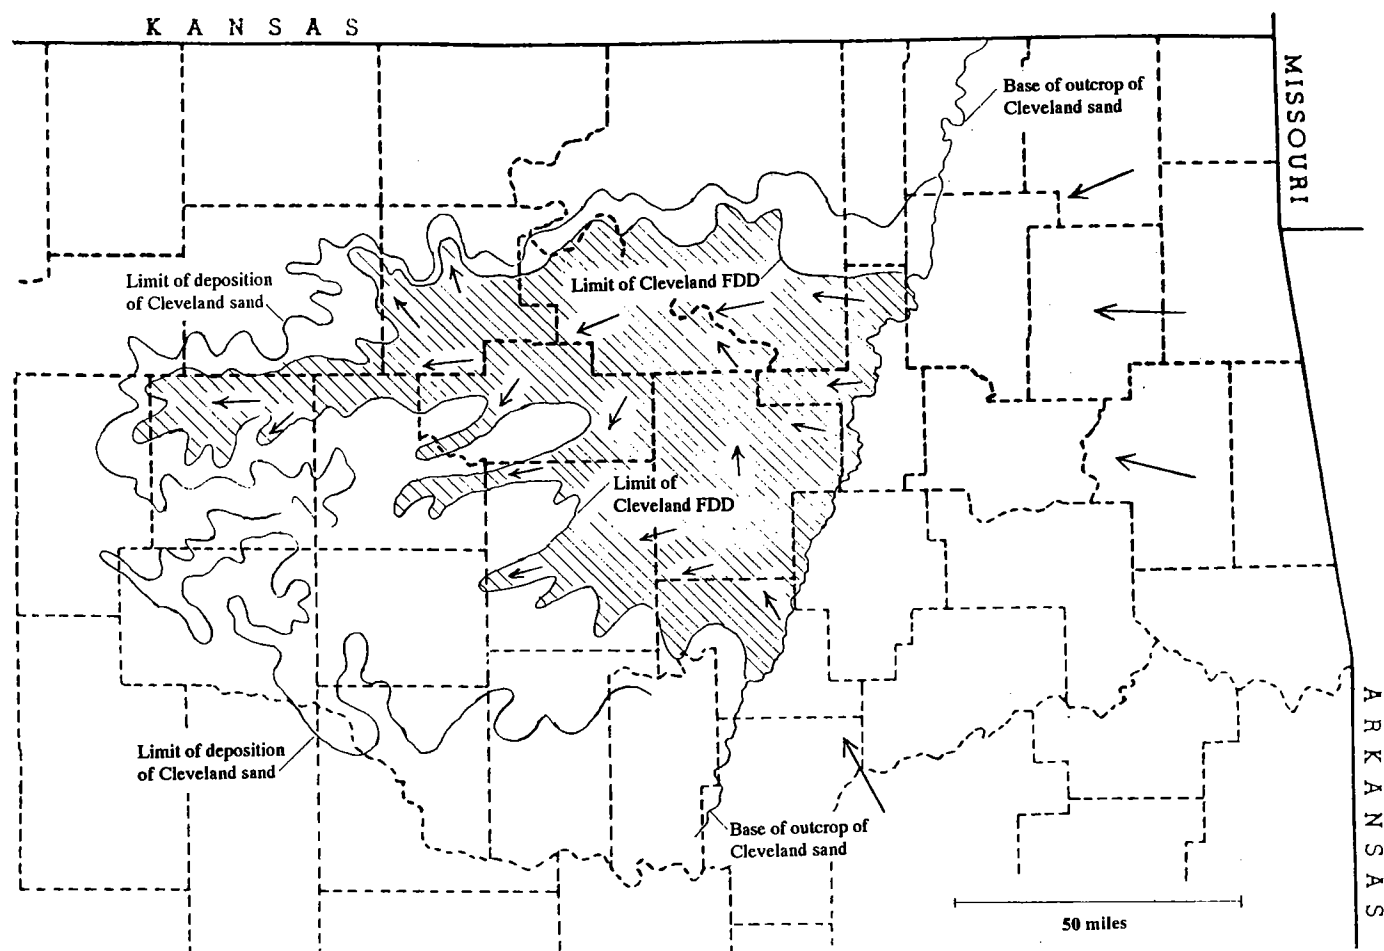 K A N S A S
MISSOURI
Base of outcrop of
Cleveland sand
Limit of deposition
of Cleveland sand
Limit of Cleveland FDD
Limit of
Cleveland FDD
Limit of deposition
of Cleveland sand
Base of outcrop of
Cleveland sand
ARKANSAS
50 miles